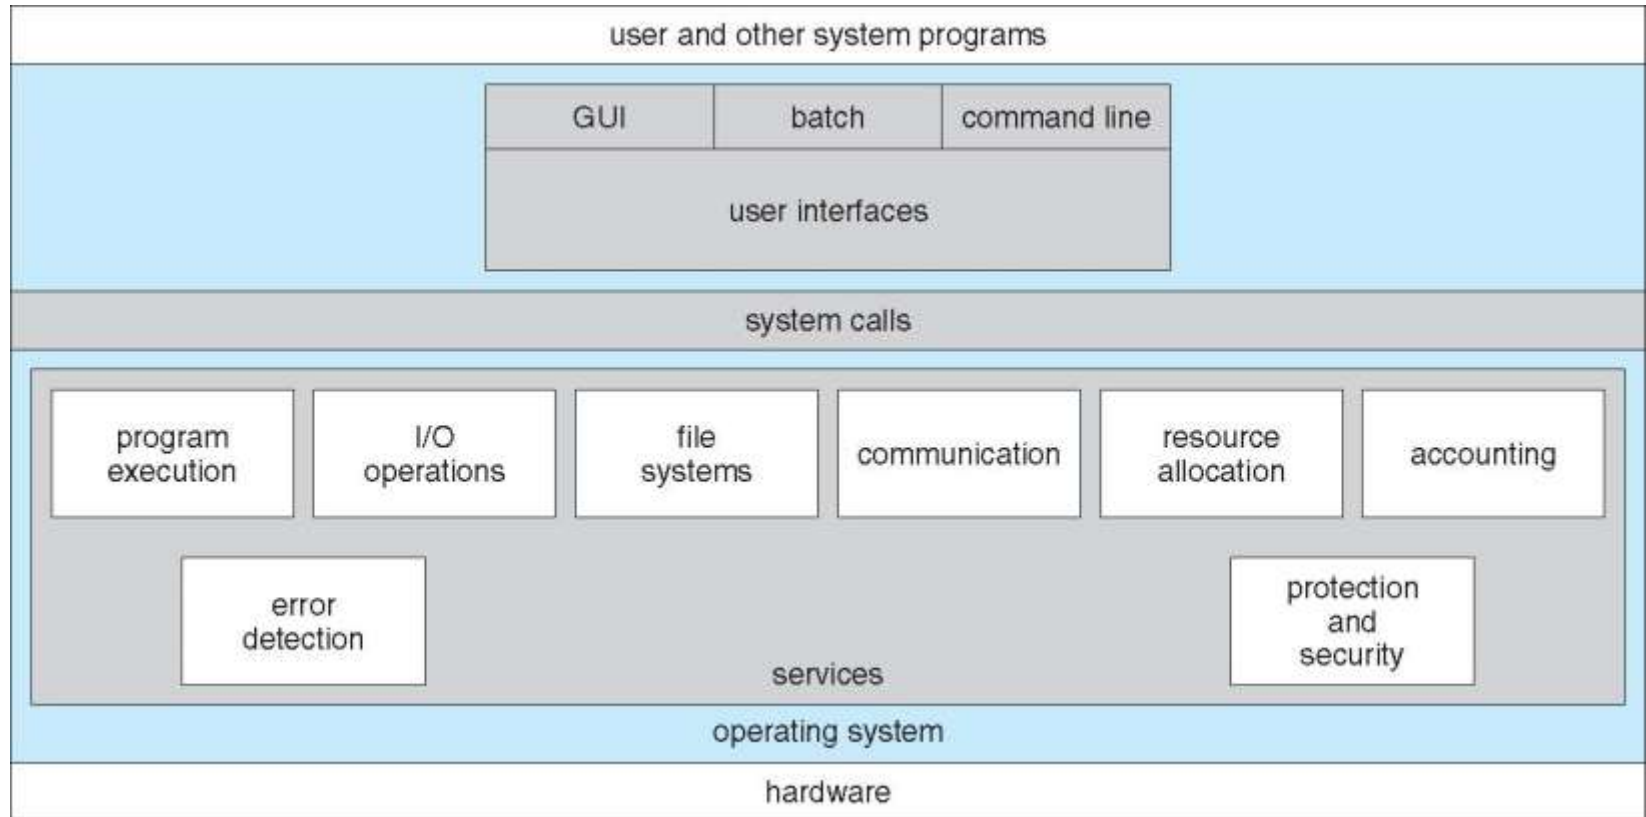 user and other system programs
GUI
batch
command line
user interfaces
system calls
program
execution
I/O
operations
file
systems
communication
resource
allocation
accounting
error
detection
protection
and
security
services
operating system
hardware